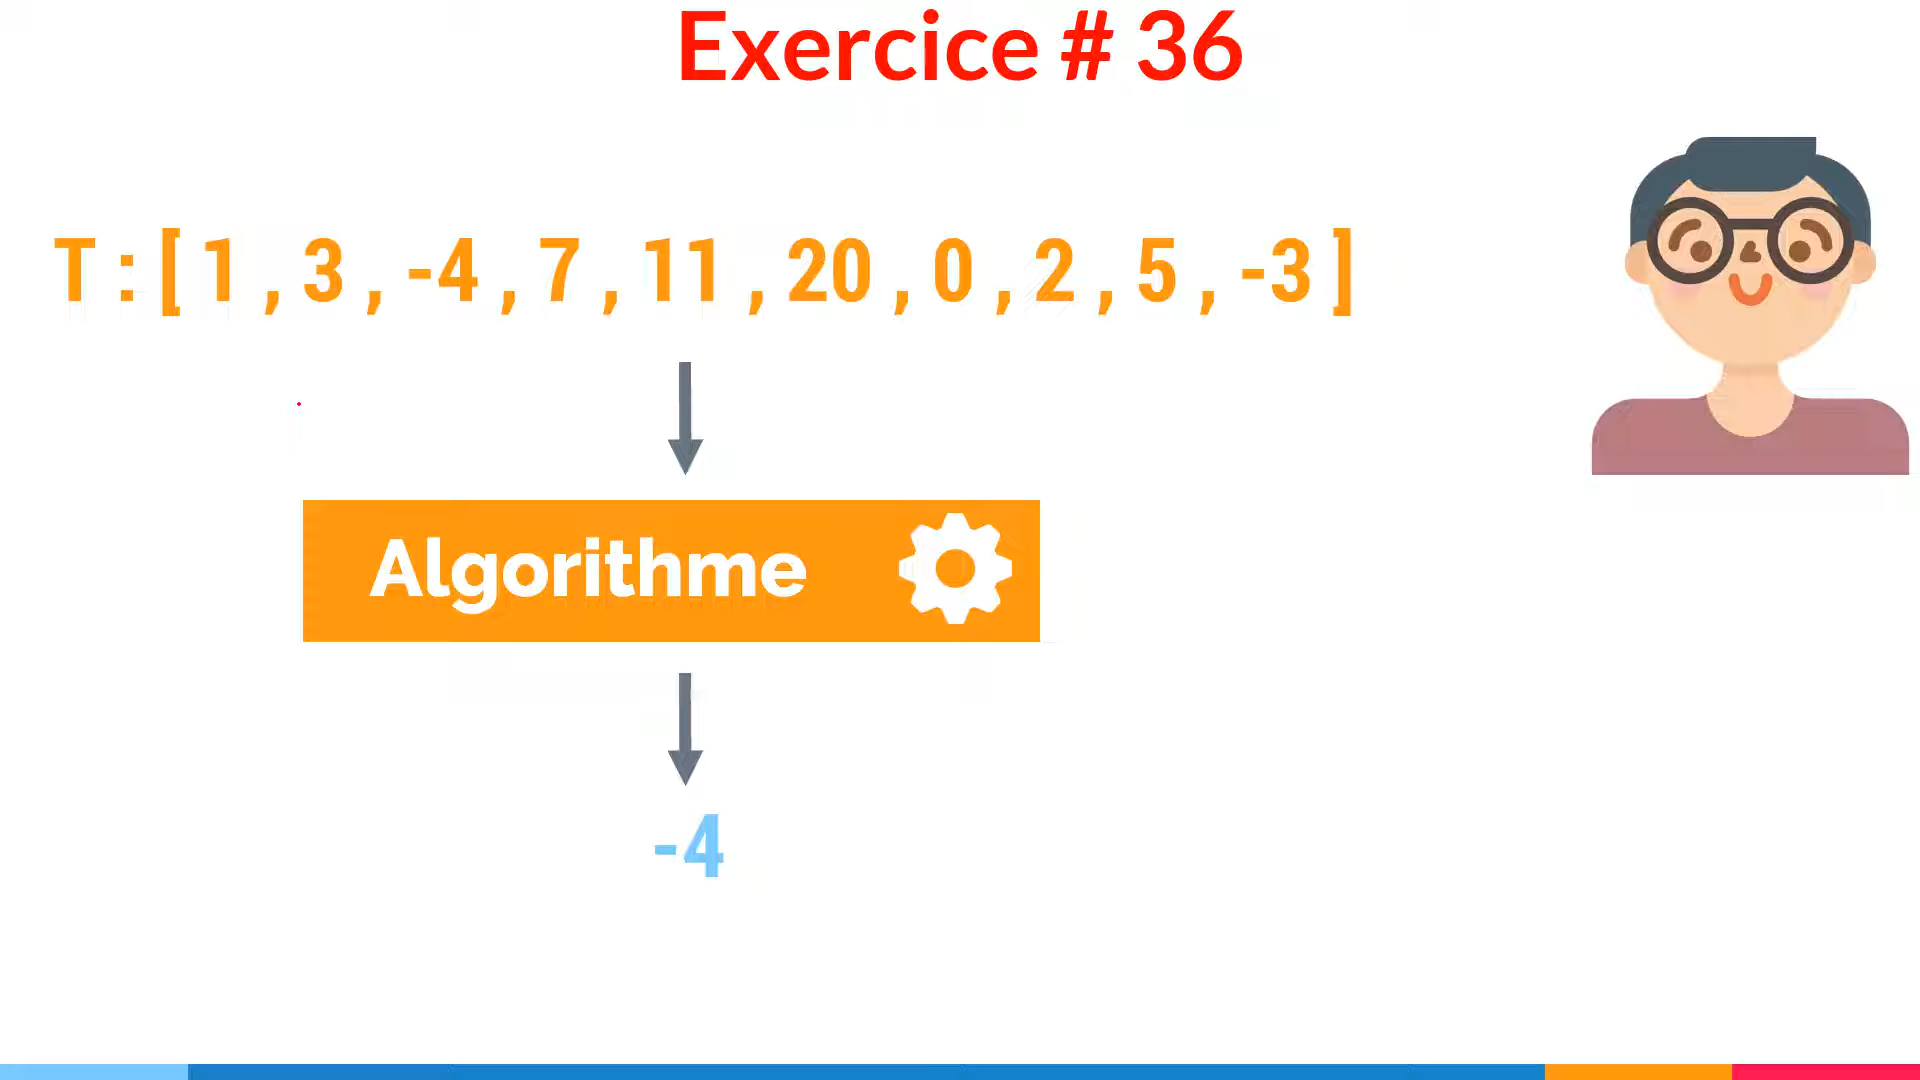 Exercice # 36
T : [ 1 , 3 , -4 , 7 , 11 , 20 , 0 , 2 , 5 , -3 ]
Algorithme
-4